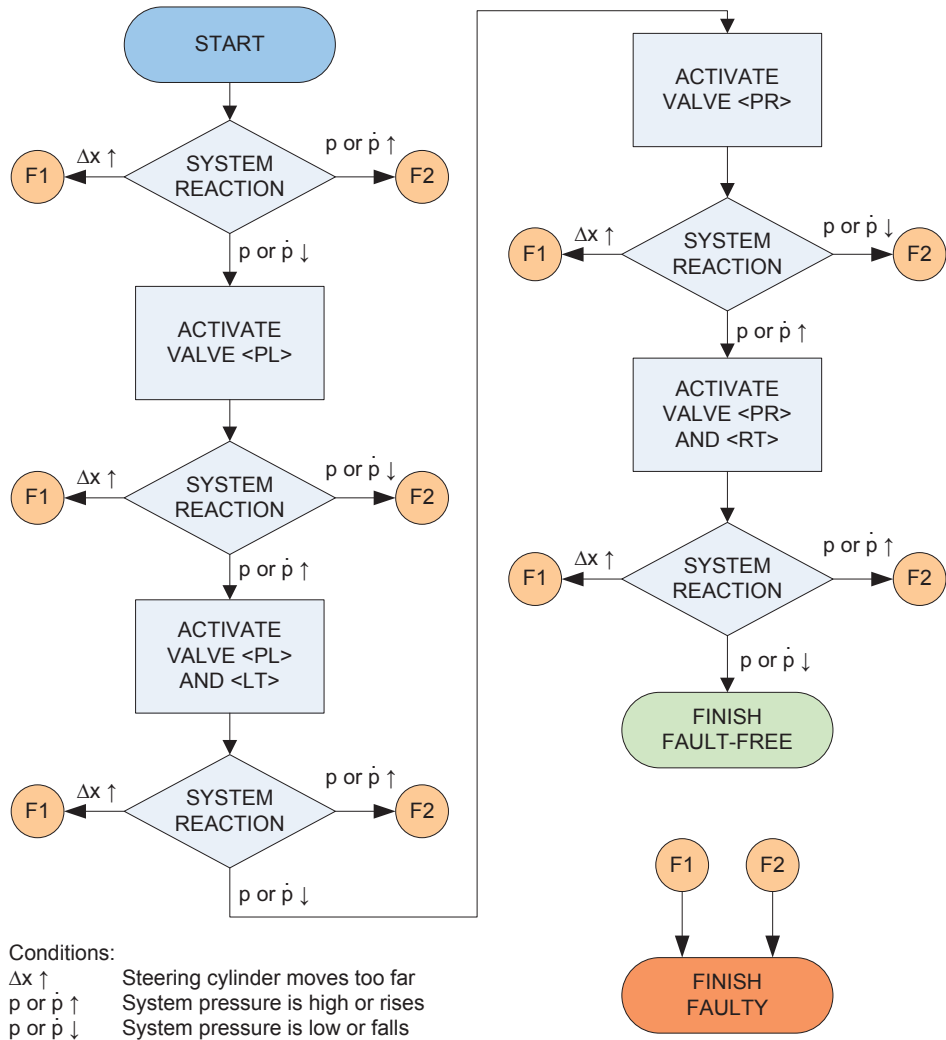 START
SYSTEM
REACTION
Δx ↑
F1
p or ṗ ↑
F2
p or ṗ ↓
ACTIVATE
VALVE <PL>
SYSTEM
REACTION
Δx ↑
F1
p or ṗ ↓
F2
p or ṗ ↑
ACTIVATE
VALVE <PL>
AND <LT>
SYSTEM
REACTION
Δx ↑
F1
p or ṗ ↑
F2
p or ṗ ↓
ACTIVATE
VALVE <PR>
SYSTEM
REACTION
Δx ↑
F1
p or ṗ ↓
F2
p or ṗ ↑
ACTIVATE
VALVE <PR>
AND <RT>
SYSTEM
REACTION
Δx ↑
F1
p or ṗ ↑
F2
p or ṗ ↓
FINISH
FAULT-FREE
F1
F2
FINISH
FAULTY
Conditions:
Δx ↑ Steering cylinder moves too far
p or ṗ ↑ System pressure is high or rises
p or ṗ ↓ System pressure is low or falls